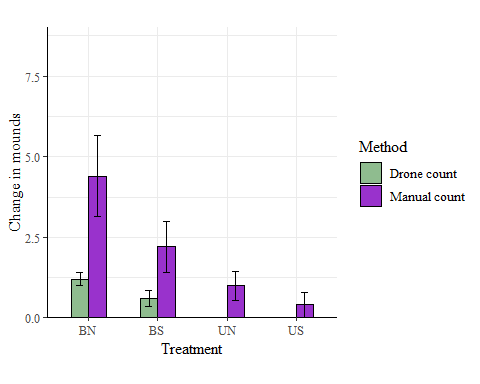 7.5
5.0
2.5
0.0
Change in mounds
BN BS UN US
Treatment
Method
Drone count
Manual count